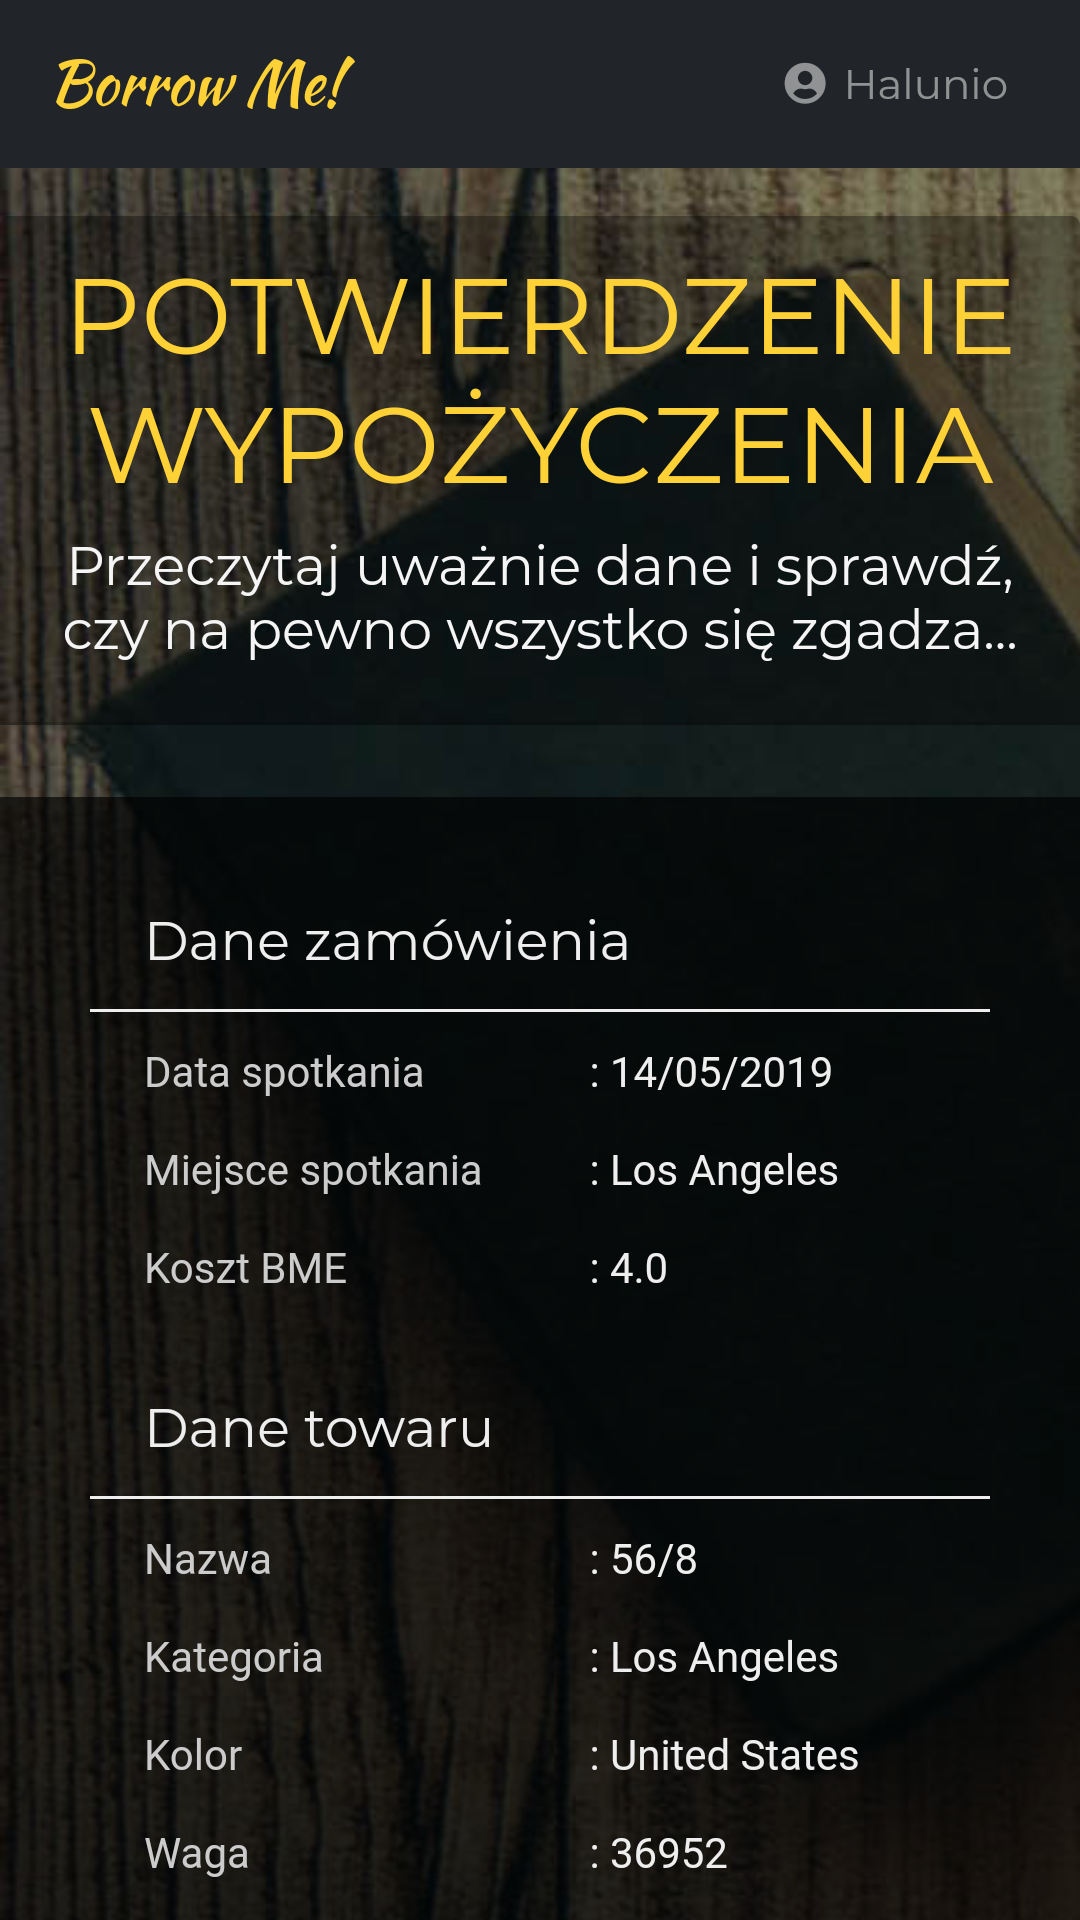 Borrow Me!
Halunio
POTWIERDZENIE
WYPOŻYCZENIA
Przeczytaj uważnie dane i sprawdź,
czy na pewno wszystko się zgadza...
Dane zamówienia
Data spotkania : 14/05/2019
Miejsce spotkania : Los Angeles
Koszt BME : 4.0
Dane towaru
Nazwa : 56/8
Kategoria : Los Angeles
Kolor : United States
Waga : 36952